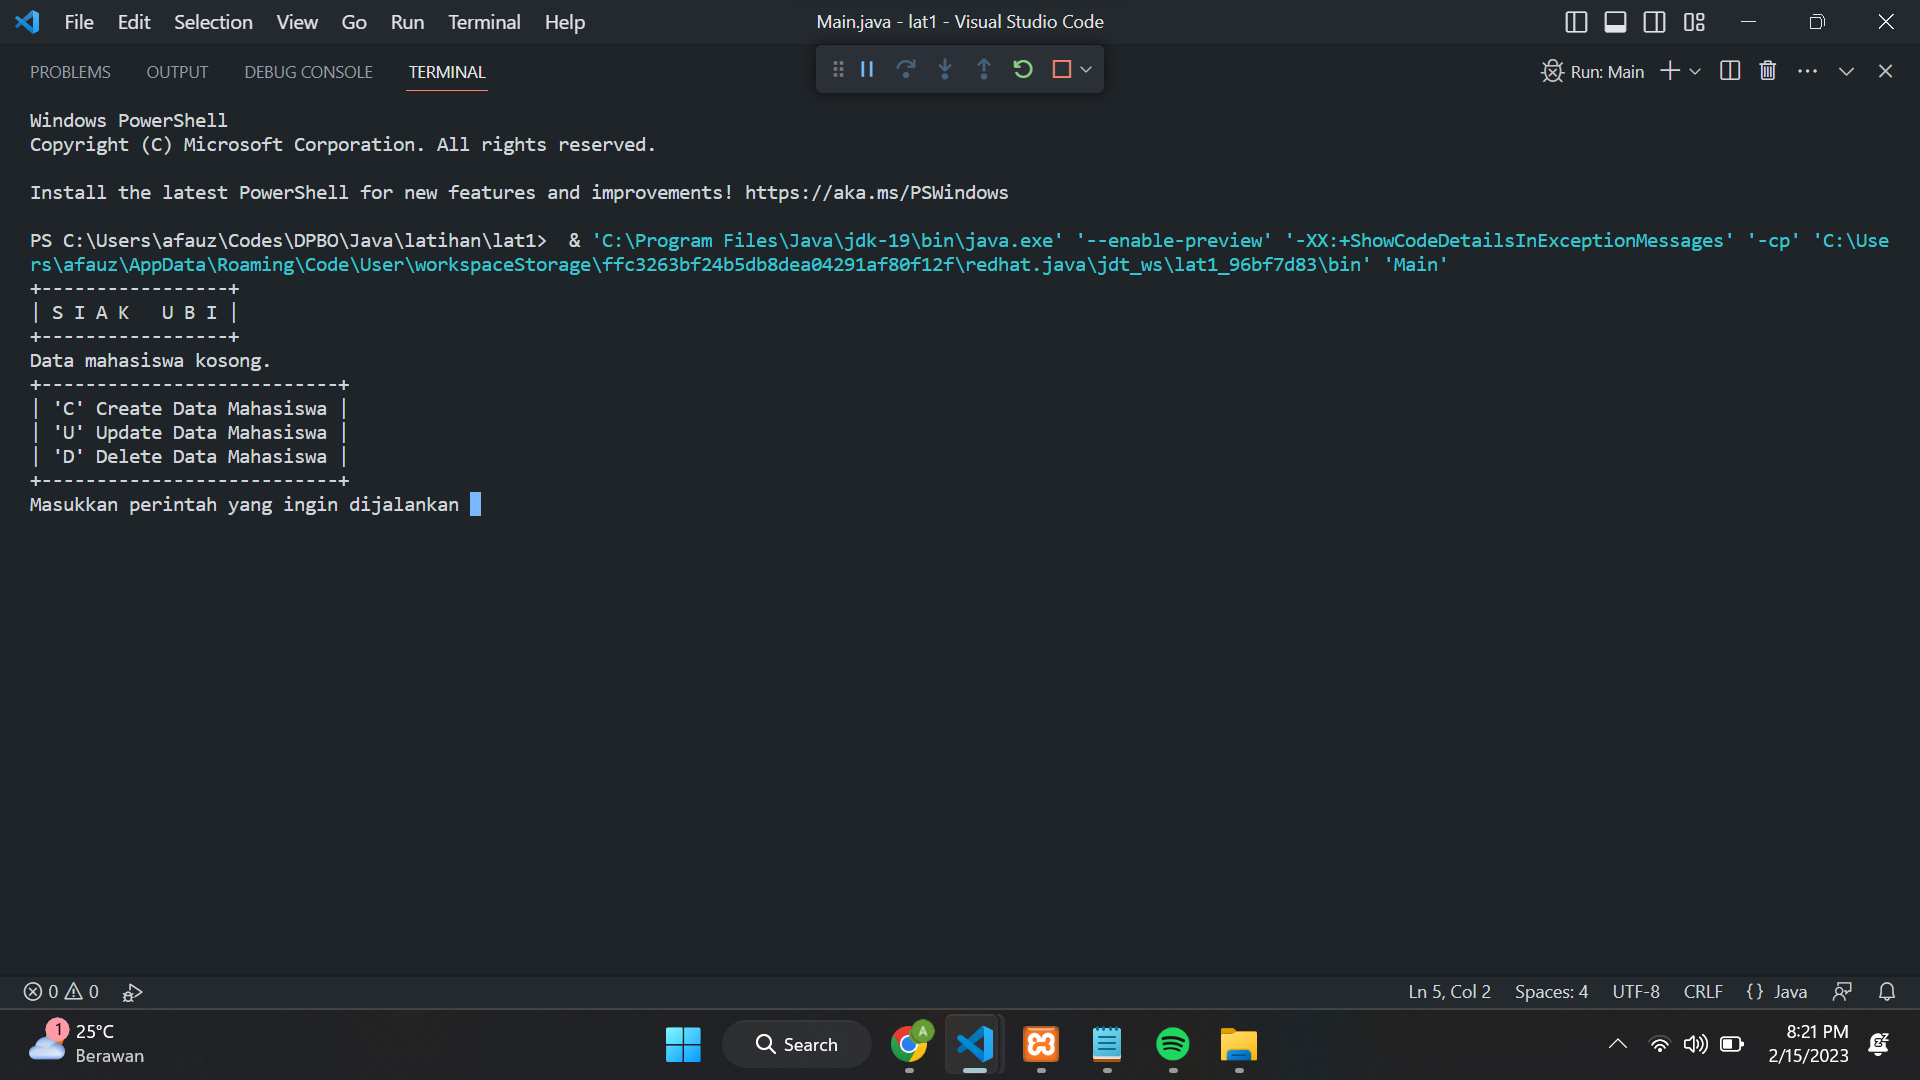 File Edit Selection View Go Run Terminal Help Main.java - lat1 - Visual Studio Code
PROBLEMS OUTPUT DEBUG CONSOLE TERMINAL Run: Main
Windows PowerShell
Copyright (C) Microsoft Corporation. All rights reserved.
Install the latest PowerShell for new features and improvements! https://aka.ms/PSWindows
PS C:\Users\afauz\Codes\DPBO\Java\latihan\lat1>  & 'C:\Program Files\Java\jdk-19\bin\java.exe' '--enable-preview' '-XX:+ShowCodeDetailsInExceptionMessages' '-cp' 'C:\Use
rs\afauz\AppData\Roaming\Code\User\workspaceStorage\ffc3263bf24b5db8dea04291af80f12f\redhat.java\jdt_ws\lat1_96bf7d83\bin' 'Main'
+-----------------+
| S I A K   U B I |
+-----------------+
Data mahasiswa kosong.
+---------------------------+
| 'C' Create Data Mahasiswa |
| 'U' Update Data Mahasiswa |
| 'D' Delete Data Mahasiswa |
+---------------------------+
Masukkan perintah yang ingin dijalankan
0 0 Ln 5, Col 2 Spaces: 4 UTF-8 CRLF {} Java
1 25°C
Berawan
Search
A
8:21 PM
2/15/2023